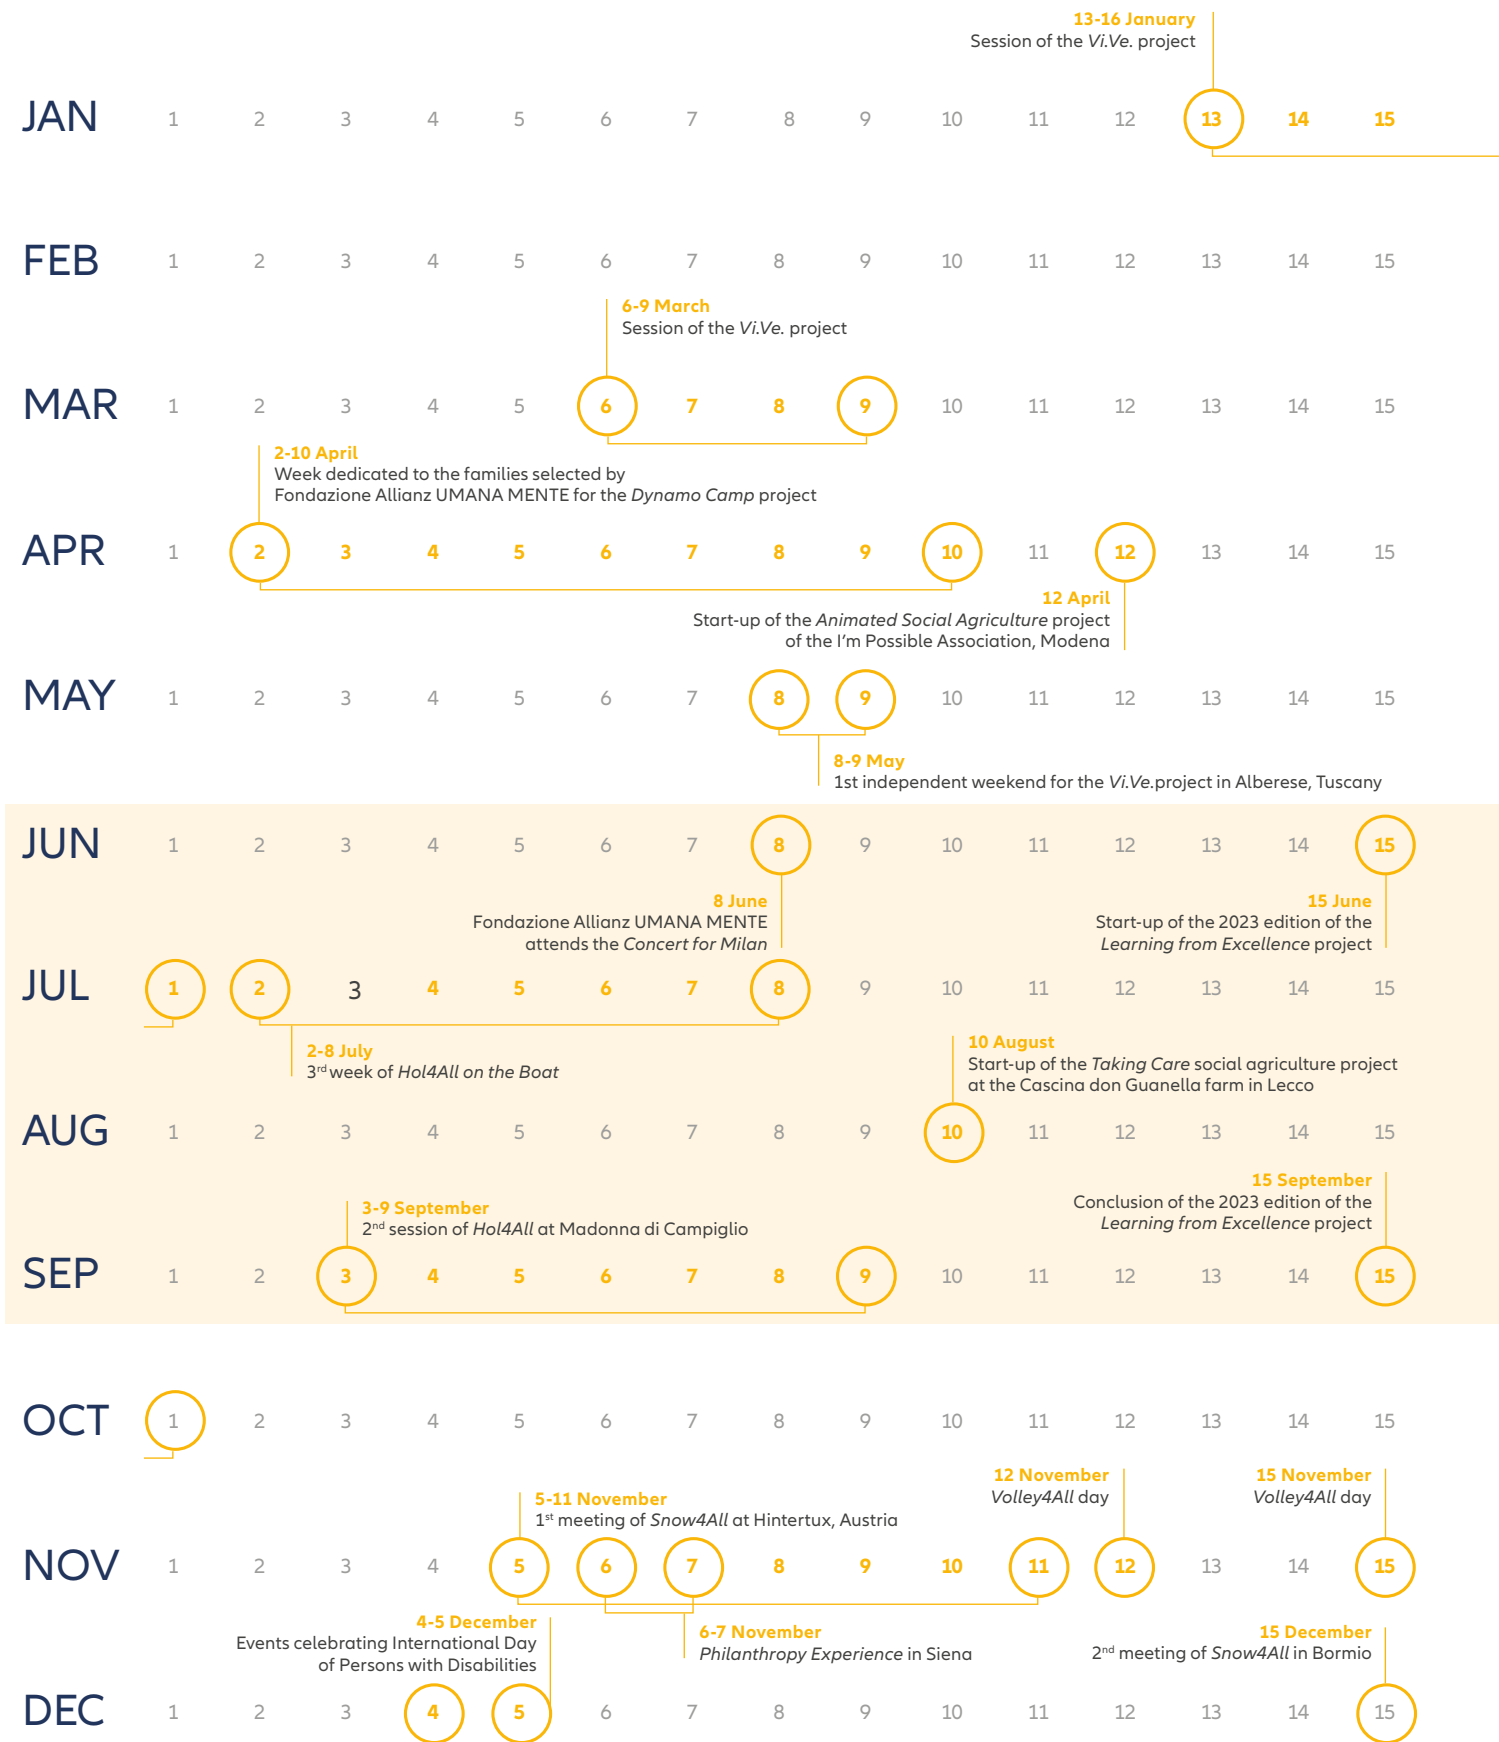 13-16 January
Session of the Vi.Ve. project
JAN 1 2 3 4 5 6 7 8 9 10 11 12 13 14 15
FEB 1 2 3 4 5 6 7 8 9 10 11 12 13 14 15
6-9 March
Session of the Vi.Ve. project
MAR 1 2 3 4 5 6 7 8 9 10 11 12 13 14 15
2-10 April
Week dedicated to the families selected by
Fondazione Allianz UMANA MENTE for the Dynamo Camp project
APR 1 2 3 4 5 6 7 8 9 10 11 12 13 14 15
12 April
Start-up of the Animated Social Agriculture project
of the I'm Possible Association, Modena
MAY 1 2 3 4 5 6 7 8 9 10 11 12 13 14 15
8-9 May
1st independent weekend for the Vi.Ve.project in Alberese, Tuscany
JUN 1 2 3 4 5 6 7 8 9 10 11 12 13 14 15
8 June
Fondazione Allianz UMANA MENTE
attends the Concert for Milan
15 June
Start-up of the 2023 edition of the
Learning from Excellence project
JUL 1 2 3 4 5 6 7 8 9 10 11 12 13 14 15
2-8 July
3rd week of Hol4All on the Boat
10 August
Start-up of the Taking Care social agriculture project
at the Cascina don Guanella farm in Lecco
AUG 1 2 3 4 5 6 7 8 9 10 11 12 13 14 15
3-9 September
2nd session of Hol4All at Madonna di Campiglio
15 September
Conclusion of the 2023 edition of the
Learning from Excellence project
SEP 1 2 3 4 5 6 7 8 9 10 11 12 13 14 15
OCT 1 2 3 4 5 6 7 8 9 10 11 12 13 14 15
5-11 November
1st meeting of Snow4All at Hintertux, Austria
12 November
Volley4All day
15 November
Volley4All day
NOV 1 2 3 4 5 6 7 8 9 10 11 12 13 14 15
4-5 December
Events celebrating International Day
of Persons with Disabilities
6-7 November
Philanthropy Experience in Siena
15 December
2nd meeting of Snow4All in Bormio
DEC 1 2 3 4 5 6 7 8 9 10 11 12 13 14 15